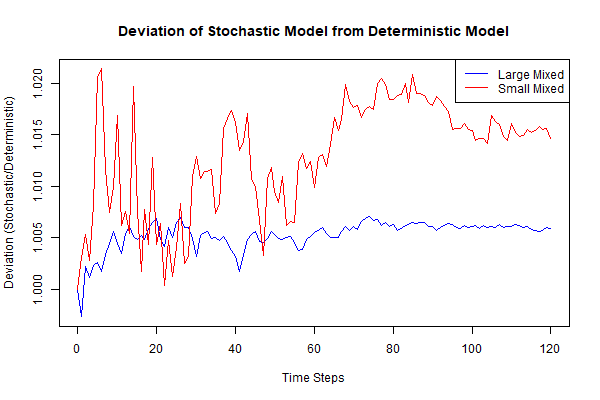 Deviation of Stochastic Model from Deterministic Model
Deviation (Stochastic/Deterministic)
1.020
1.015
1.010
1.005
1.000
Large Mixed
Small Mixed
0
20
40
60
80
100
120
Time Steps